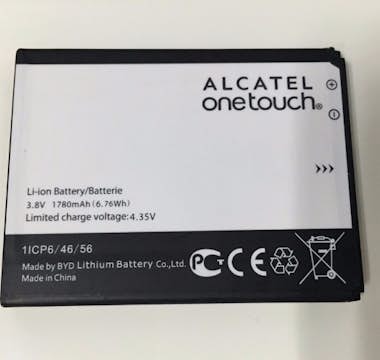 ALCATEL
onetouch®
Li-ion Battery/Batterie
3.8V 1780mAh(6.76Wh)
Limited charge voltage:4.35V
1ICP6/46/56
Made by BYD Lithium Battery Co.,Ltd.
Made in China